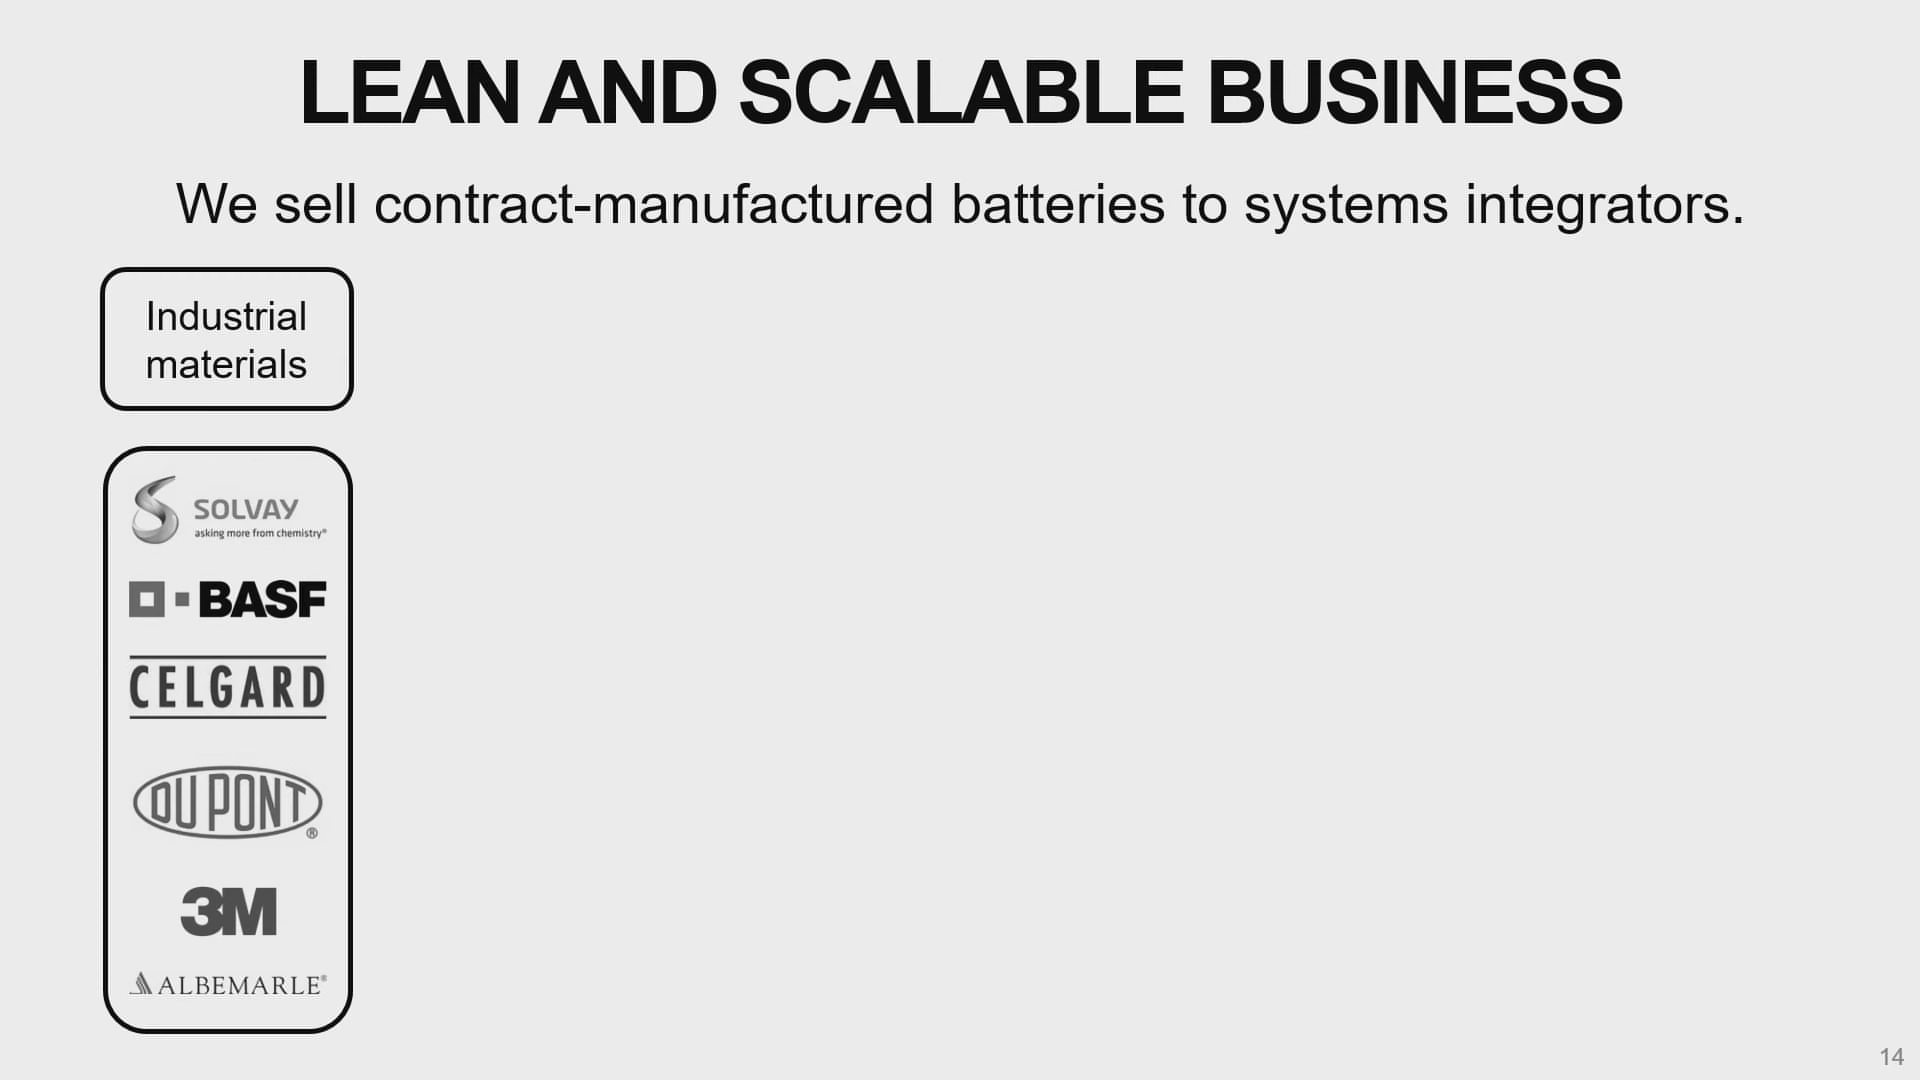 LEAN AND SCALABLE BUSINESS
We sell contract-manufactured batteries to systems integrators.
Industrial
materials
SOLVAY
asking more from chemistry®
BASF
CELGARD
DU PONT
®
3M
ALBEMARLE®
14